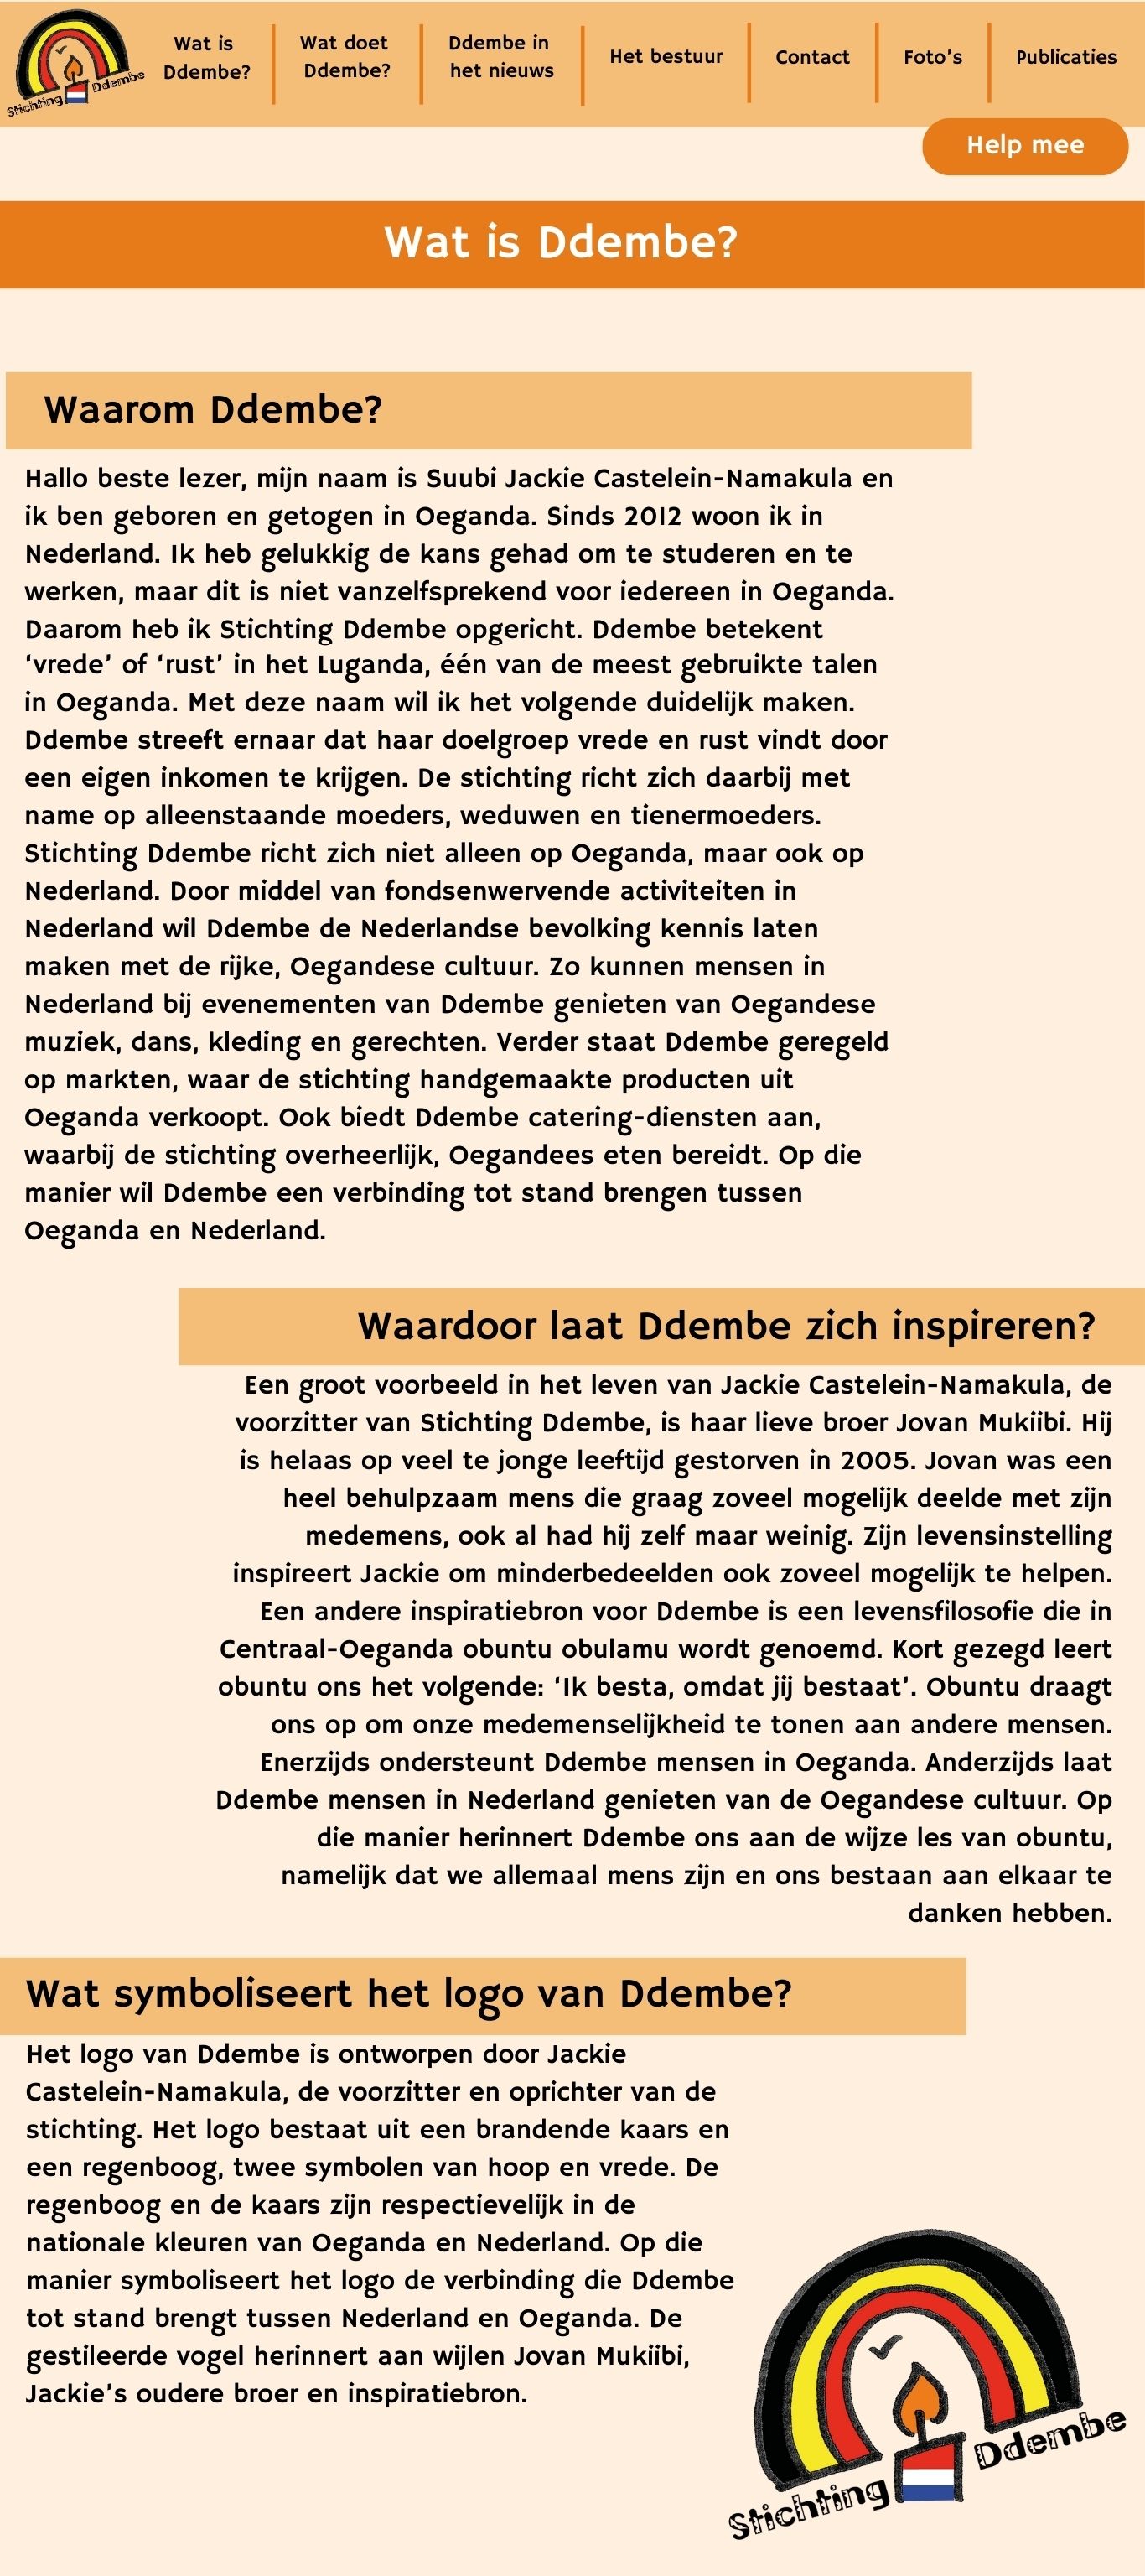 Stichting Ddembe
Wat is
Ddembe?
Wat doet
Ddembe?
Ddembe in
het nieuws
Het bestuur
Contact
Foto's
Publicaties
Help mee
Wat is Ddembe?
Waarom Ddembe?
Hallo beste lezer, mijn naam is Suubi Jackie Castelein-Namakula en
ik ben geboren en getogen in Oeganda. Sinds 2012 woon ik in
Nederland. Ik heb gelukkig de kans gehad om te studeren en te
werken, maar dit is niet vanzelfsprekend voor iedereen in Oeganda.
Daarom heb ik Stichting Ddembe opgericht. Ddembe betekent
‘vrede’ of ‘rust’ in het Luganda, één van de meest gebruikte talen
in Oeganda. Met deze naam wil ik het volgende duidelijk maken.
Ddembe streeft ernaar dat haar doelgroep vrede en rust vindt door
een eigen inkomen te krijgen. De stichting richt zich daarbij met
name op alleenstaande moeders, weduwen en tienermoeders.
Stichting Ddembe richt zich niet alleen op Oeganda, maar ook op
Nederland. Door middel van fondsenwervende activiteiten in
Nederland wil Ddembe de Nederlandse bevolking kennis laten
maken met de rijke, Oegandese cultuur. Zo kunnen mensen in
Nederland bij evenementen van Ddembe genieten van Oegandese
muziek, dans, kleding en gerechten. Verder staat Ddembe geregeld
op markten, waar de stichting handgemaakte producten uit
Oeganda verkoopt. Ook biedt Ddembe catering-diensten aan,
waarbij de stichting overheerlijk, Oegandees eten bereidt. Op die
manier wil Ddembe een verbinding tot stand brengen tussen
Oeganda en Nederland.
Waardoor laat Ddembe zich inspireren?
Een groot voorbeeld in het leven van Jackie Castelein-Namakula, de
voorzitter van Stichting Ddembe, is haar lieve broer Jovan Mukiibi. Hij
is helaas op veel te jonge leeftijd gestorven in 2005. Jovan was een
heel behulpzaam mens die graag zoveel mogelijk deelde met zijn
medemens, ook al had hij zelf maar weinig. Zijn levensinstelling
inspireert Jackie om minderbedeelden ook zoveel mogelijk te helpen.
Een andere inspiratiebron voor Ddembe is een levensfilosofie die in
Centraal-Oeganda obuntu obulamu wordt genoemd. Kort gezegd leert
obuntu ons het volgende: ‘Ik besta, omdat jij bestaat’. Obuntu draagt
ons op om onze medemenselijkheid te tonen aan andere mensen.
Enerzijds ondersteunt Ddembe mensen in Oeganda. Anderzijds laat
Ddembe mensen in Nederland genieten van de Oegandese cultuur. Op
die manier herinnert Ddembe ons aan de wijze les van obuntu,
namelijk dat we allemaal mens zijn en ons bestaan aan elkaar te
danken hebben.
Wat symboliseert het logo van Ddembe?
Het logo van Ddembe is ontworpen door Jackie
Castelein-Namakula, de voorzitter en oprichter van de
stichting. Het logo bestaat uit een brandende kaars en
een regenboog, twee symbolen van hoop en vrede. De
regenboog en de kaars zijn respectievelijk in de
nationale kleuren van Oeganda en Nederland. Op die
manier symboliseert het logo de verbinding die Ddembe
tot stand brengt tussen Nederland en Oeganda. De
gestileerde vogel herinnert aan wijlen Jovan Mukiibi,
Jackie's oudere broer en inspiratiebron.
Stichting Ddembe